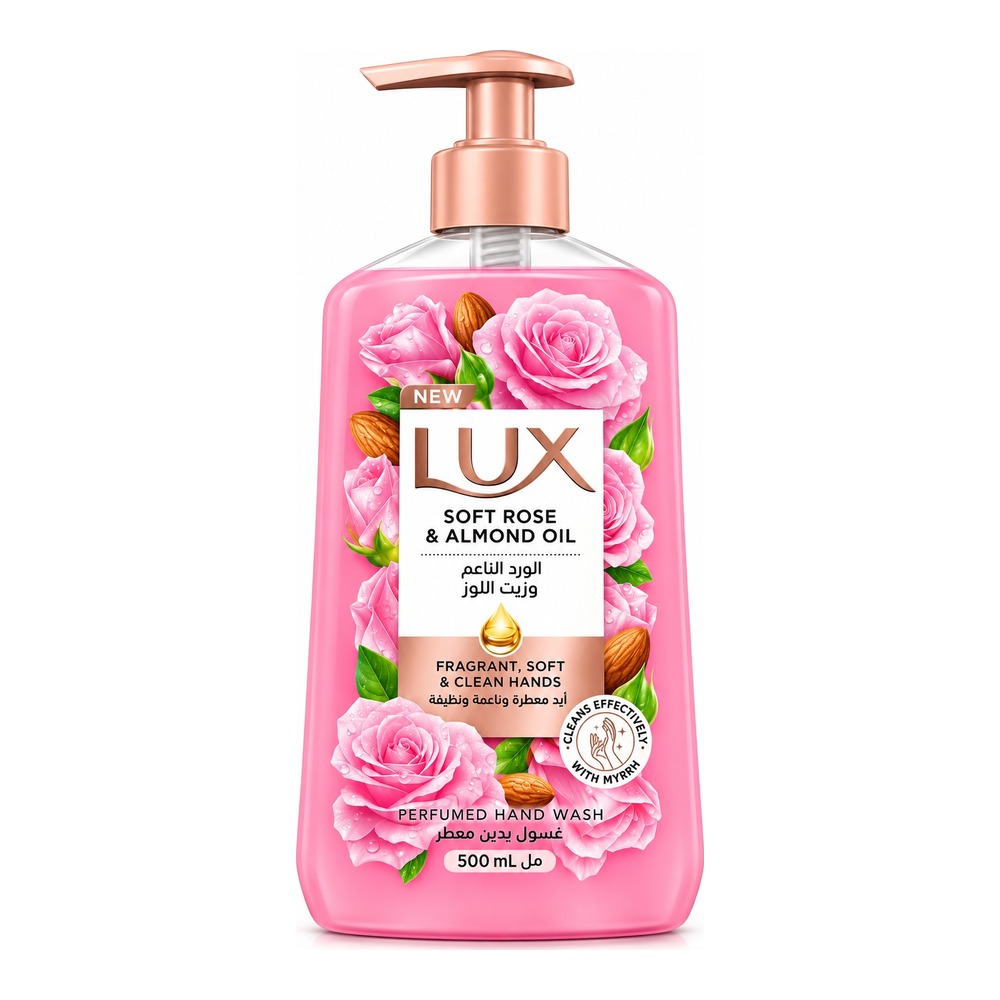 NEW
LUX
SOFT ROSE
& ALMOND OIL
الورد الناعم
وزيت اللوز
FRAGRANT, SOFT
& CLEAN HANDS
أيد معطرة وناعمة ونظيفة
· CLEANS EFFECTIVELY ·
WITH MYRRH
PERFUMED HAND WASH
غسول يدين معطر
500 mL مل